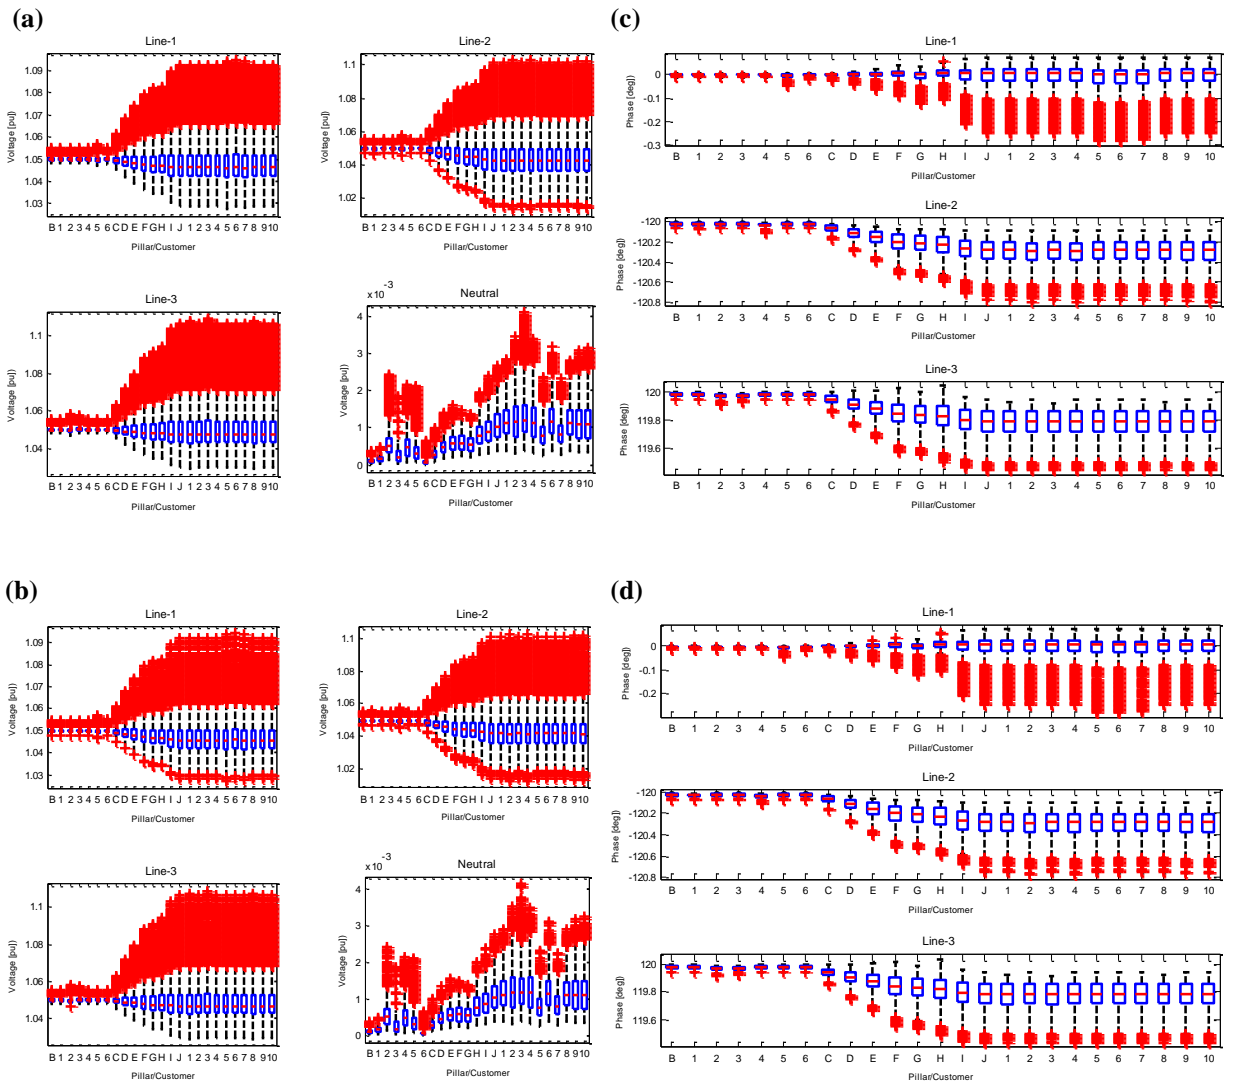 (a)
Line-1
Voltage [pu])
1.09
1.08
1.07
1.06
1.05
1.04
1.03
B 1 2 3 4 5 6 C D E F G H I J 1 2 3 4 5 6 7 8 9 10
Pillar/Customer
Line-2
Voltage [pu])
1.1
1.08
1.06
1.04
1.02
B 1 2 3 4 5 6 C D E F G H I J 1 2 3 4 5 6 7 8 9 10
Pillar/Customer
Line-3
Voltage [pu])
1.1
1.08
1.06
1.04
B 1 2 3 4 5 6 C D E F G H I J 1 2 3 4 5 6 7 8 9 10
Pillar/Customer
Neutral
x 10-3
Voltage [pu])
4
3
2
1
0
B 1 2 3 4 5 6 C D E F G H I J 1 2 3 4 5 6 7 8 9 10
Pillar/Customer
(c)
Line-1
Phase [deg])
0
-0.1
-0.2
-0.3
B 1 2 3 4 5 6 C D E F G H I J 1 2 3 4 5 6 7 8 9 10
Pillar/Customer
Line-2
Phase [deg])
-120
-120.2
-120.4
-120.6
-120.8
B 1 2 3 4 5 6 C D E F G H I J 1 2 3 4 5 6 7 8 9 10
Pillar/Customer
Line-3
Phase [deg])
120
119.8
119.6
B 1 2 3 4 5 6 C D E F G H I J 1 2 3 4 5 6 7 8 9 10
Pillar/Customer
(b)
Line-1
Voltage [pu])
1.09
1.08
1.07
1.06
1.05
1.04
1.03
B 1 2 3 4 5 6 C D E F G H I J 1 2 3 4 5 6 7 8 9 10
Pillar/Customer
Line-2
Voltage [pu])
1.1
1.08
1.06
1.04
1.02
B 1 2 3 4 5 6 C D E F G H I J 1 2 3 4 5 6 7 8 9 10
Pillar/Customer
Line-3
Voltage [pu])
1.1
1.08
1.06
1.04
B 1 2 3 4 5 6 C D E F G H I J 1 2 3 4 5 6 7 8 9 10
Pillar/Customer
Neutral
x 10-3
Voltage [pu])
4
3
2
1
0
B 1 2 3 4 5 6 C D E F G H I J 1 2 3 4 5 6 7 8 9 10
Pillar/Customer
(d)
Line-1
Phase [deg])
0
-0.1
-0.2
B 1 2 3 4 5 6 C D E F G H I J 1 2 3 4 5 6 7 8 9 10
Pillar/Customer
Line-2
Phase [deg])
-120
-120.2
-120.4
-120.6
-120.8
B 1 2 3 4 5 6 C D E F G H I J 1 2 3 4 5 6 7 8 9 10
Pillar/Customer
Line-3
Phase [deg])
120
119.8
119.6
B 1 2 3 4 5 6 C D E F G H I J 1 2 3 4 5 6 7 8 9 10
Pillar/Customer